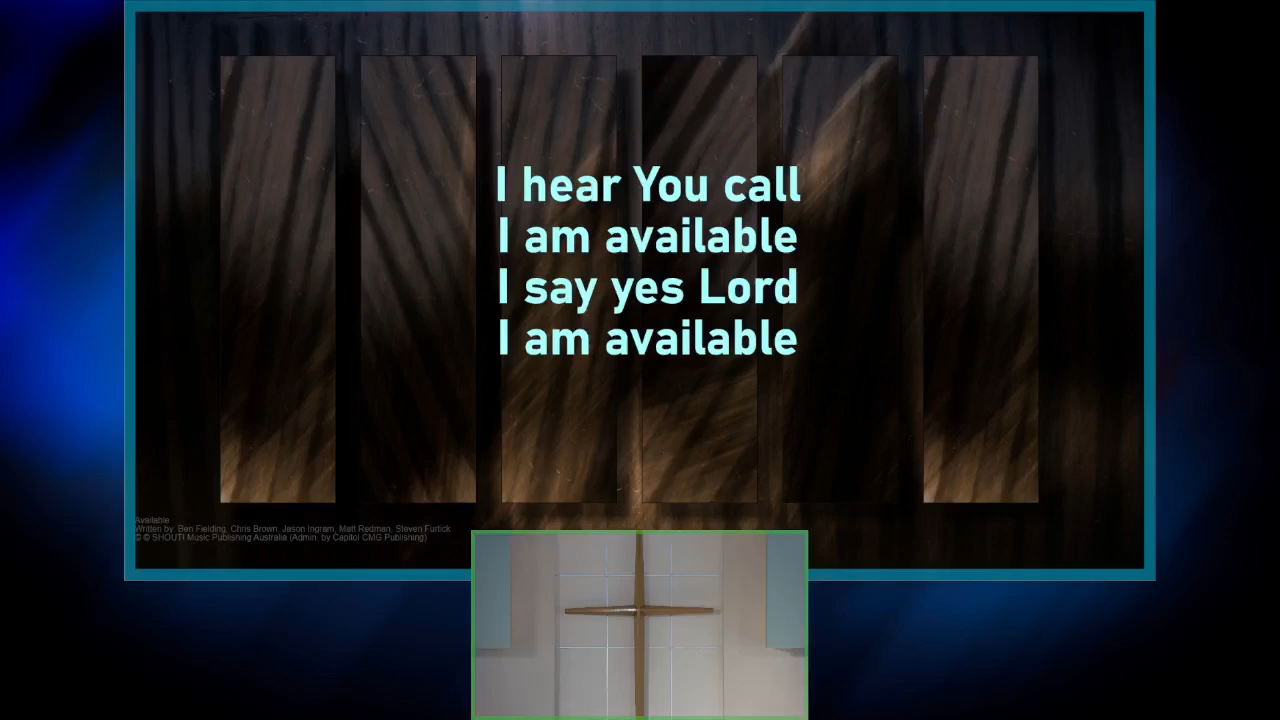 I hear You call
I am available
I say yes Lord
I am available
Available
Written by: Ben Fielding, Chris Brown, Jason Ingram, Matt Redman, Steven Furtick
© © SHOUT! Music Publishing Australia (Admin. by Capitol CMG Publishing)